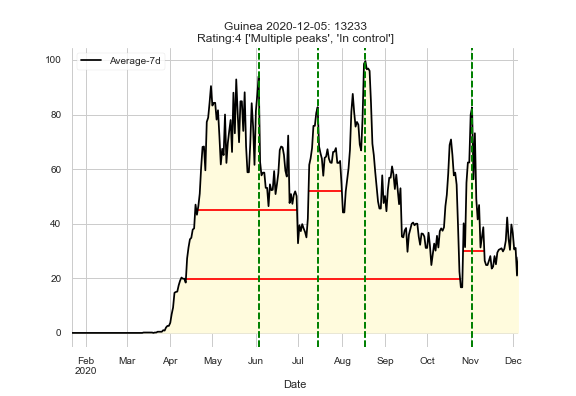 Guinea 2020-12-05: 13233
Rating:4 ['Multiple peaks', 'In control']
Average-7d
100
80
60
40
20
0
Feb Mar Apr May Jun Jul Aug Sep Oct Nov Dec
2020
Date